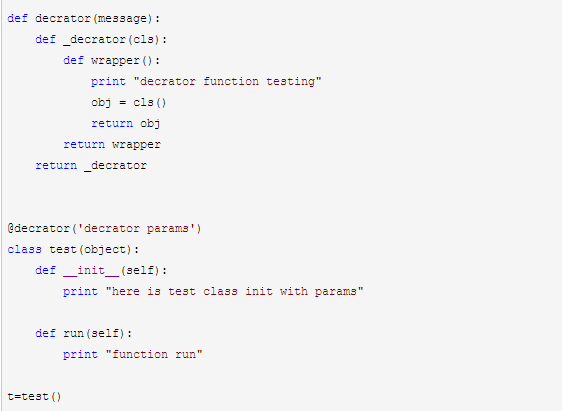 def decrator(message):
    def _decrator(cls):
        def wrapper():
            print "decrator function testing"
            obj = cls()
            return obj
        return wrapper
    return _decrator

@decrator('decrator params')
class test(object):
    def __init__(self):
        print "here is test class init with params"

    def run(self):
        print "function run"

t=test()